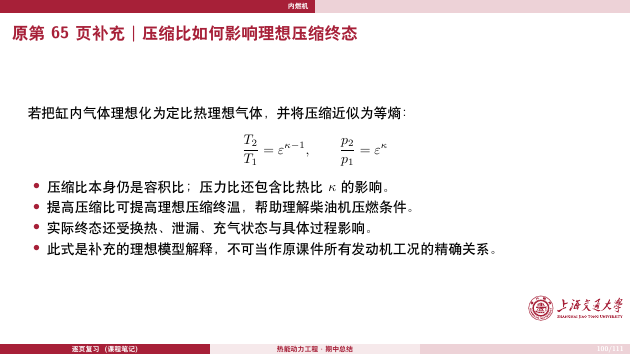 内燃机
原第 65 页补充 | 压缩比如何影响理想压缩终态
若把缸内气体理想化为定比热理想气体，并将压缩近似为等熵：
T₂/T₁ = ε^{κ−1},  p₂/p₁ = ε^κ
• 压缩比本身仍是容积比；压力比还包含比热比 κ 的影响。
• 提高压缩比可提高理想压缩终温，帮助理解柴油机压燃条件。
• 实际终态还受换热、泄漏、充气状态与具体过程影响。
• 此式是补充的理想模型解释，不可当作原课件所有发动机工况的精确关系。
上海交通大学
SHANGHAI JIAO TONG UNIVERSITY
逐页复习（课程笔记）
热能动力工程 · 期中总结